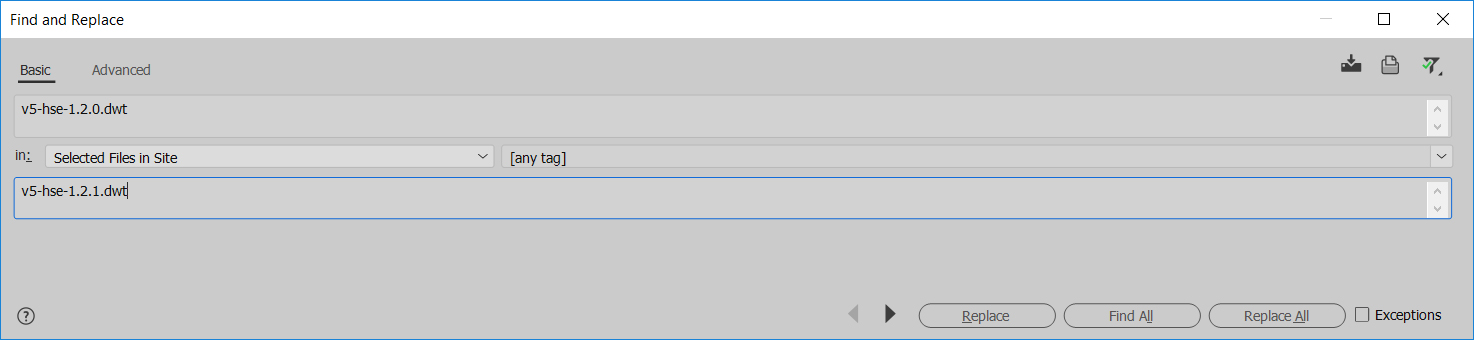 Find and Replace
Basic Advanced
v5-hse-1.2.0.dwt
in: Selected Files in Site [any tag]
v5-hse-1.2.1.dwt
? Replace Find All Replace All Exceptions